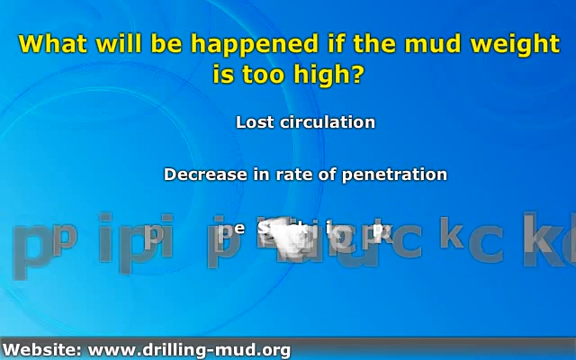 What will be happened if the mud weight
is too high?
Lost circulation
Decrease in rate of penetration
Website: www.drilling-mud.org